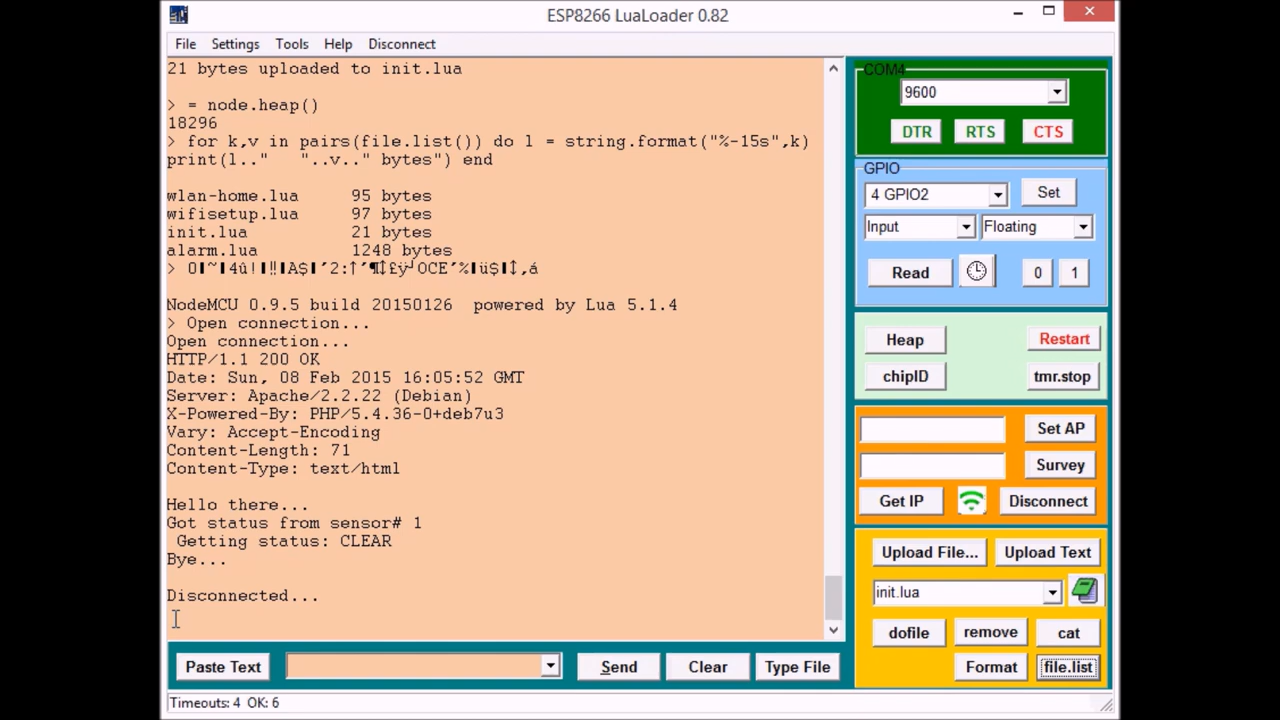 ESP8266 LuaLoader 0.82
File Settings Tools Help Disconnect
21 bytes uploaded to init.lua
> = node.heap()
18296
> for k,v in pairs(file.list()) do l = string.format("%-15s",k)
print(l.." "..v.." bytes") end
wlan-home.lua 95 bytes
wifisetup.lua 97 bytes
init.lua 21 bytes
alarm.lua 1248 bytes
>
NodeMCU 0.9.5 build 20150126 powered by Lua 5.1.4
> Open connection...
Open connection...
HTTP/1.1 200 OK
Date: Sun, 08 Feb 2015 16:05:52 GMT
Server: Apache/2.2.22 (Debian)
X-Powered-By: PHP/5.4.36-0+deb7u3
Vary: Accept-Encoding
Content-Length: 71
Content-Type: text/html
Hello there...
Got status from sensor# 1
Getting status: CLEAR
Bye...
Disconnected...
Paste Text Send Clear Type File
Timeouts: 4 OK: 6
COM4
9600
DTR RTS CTS
GPIO
4 GPIO2 Set
Input Floating
Read 0 1
Heap Restart
chipID tmr.stop
Set AP
Survey
Get IP Disconnect
Upload File... Upload Text
init.lua
dofile remove cat
Format file.list